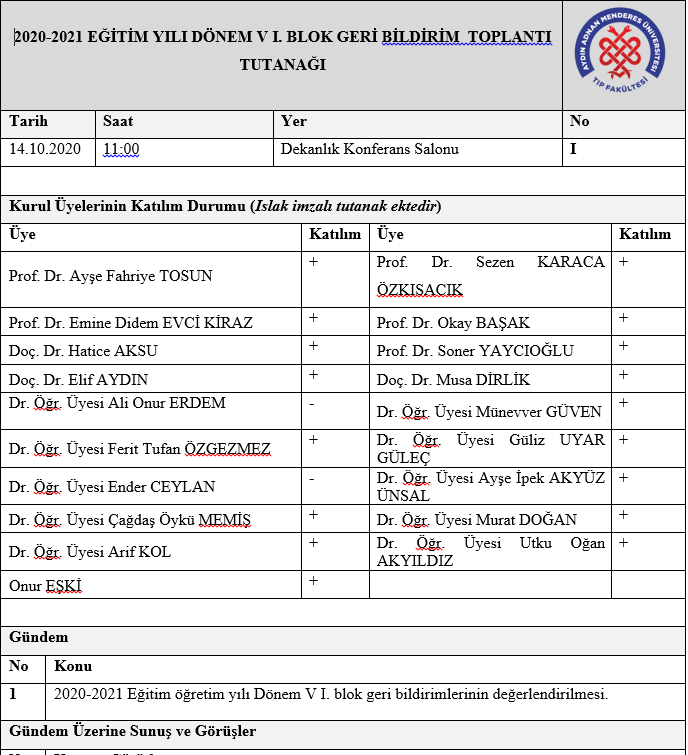 2020-2021 EĞİTİM YILI DÖNEM V I. BLOK GERİ BİLDİRİM TOPLANTI
TUTANAĞI
AYDIN ADNAN MENDERES ÜNİVERSİTESİ
TIP FAKÜLTESİ
Tarih Saat Yer No
14.10.2020 11:00 Dekanlık Konferans Salonu I
Kurul Üyelerinin Katılım Durumu (Islak imzalı tutanak ektedir)
Üye Katılım Üye Katılım
Prof. Dr. Ayşe Fahriye TOSUN + Prof. Dr. Sezen KARACA
ÖZKISACIK +
Prof. Dr. Emine Didem EVCİ KİRAZ + Prof. Dr. Okay BAŞAK +
Doç. Dr. Hatice AKSU + Prof. Dr. Soner YAYCIOĞLU +
Doç. Dr. Elif AYDIN + Doç. Dr. Musa DİRLİK +
Dr. Öğr. Üyesi Ali Onur ERDEM - Dr. Öğr. Üyesi Münevver GÜVEN +
Dr. Öğr. Üyesi Ferit Tufan ÖZGEZMEZ + Dr. Öğr. Üyesi Güliz UYAR
GÜLEÇ +
Dr. Öğr. Üyesi Ender CEYLAN - Dr. Öğr. Üyesi Ayşe İpek AKYÜZ
ÜNSAL +
Dr. Öğr. Üyesi Çağdaş Öykü MEMİŞ + Dr. Öğr. Üyesi Murat DOĞAN +
Dr. Öğr. Üyesi Arif KOL + Dr. Öğr. Üyesi Utku Oğan
AKYILDIZ +
Onur EŞKİ +
Gündem
No Konu
1 2020-2021 Eğitim öğretim yılı Dönem V I. blok geri bildirimlerinin değerlendirilmesi.
Gündem Üzerine Sunuş ve Görüşler